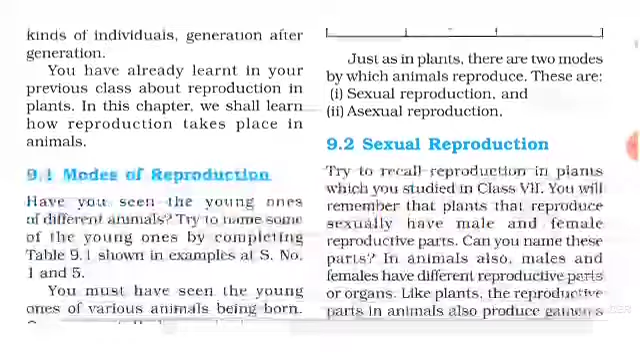 kinds of individuals, generation after
generation.
You have already learnt in your
previous class about reproduction in
plants. In this chapter, we shall learn
how reproduction takes place in
animals.
9.1 Modes of Reproduction
Have you seen the young ones
of different animals? Try to name some
of the young ones by completing
Table 9.1 shown in examples at S. No.
1 and 5.
You must have seen the young
ones of various animals being born.
Just as in plants, there are two modes
by which animals reproduce. These are:
(i) Sexual reproduction, and
(ii) Asexual reproduction.
9.2 Sexual Reproduction
Try to recall reproduction in plants
which you studied in Class VII. You will
remember that plants that reproduce
sexually have male and female
reproductive parts. Can you name these
parts? In animals also, males and
females have different reproductive parts
or organs. Like plants, the reproductive
parts in animals also produce gametes